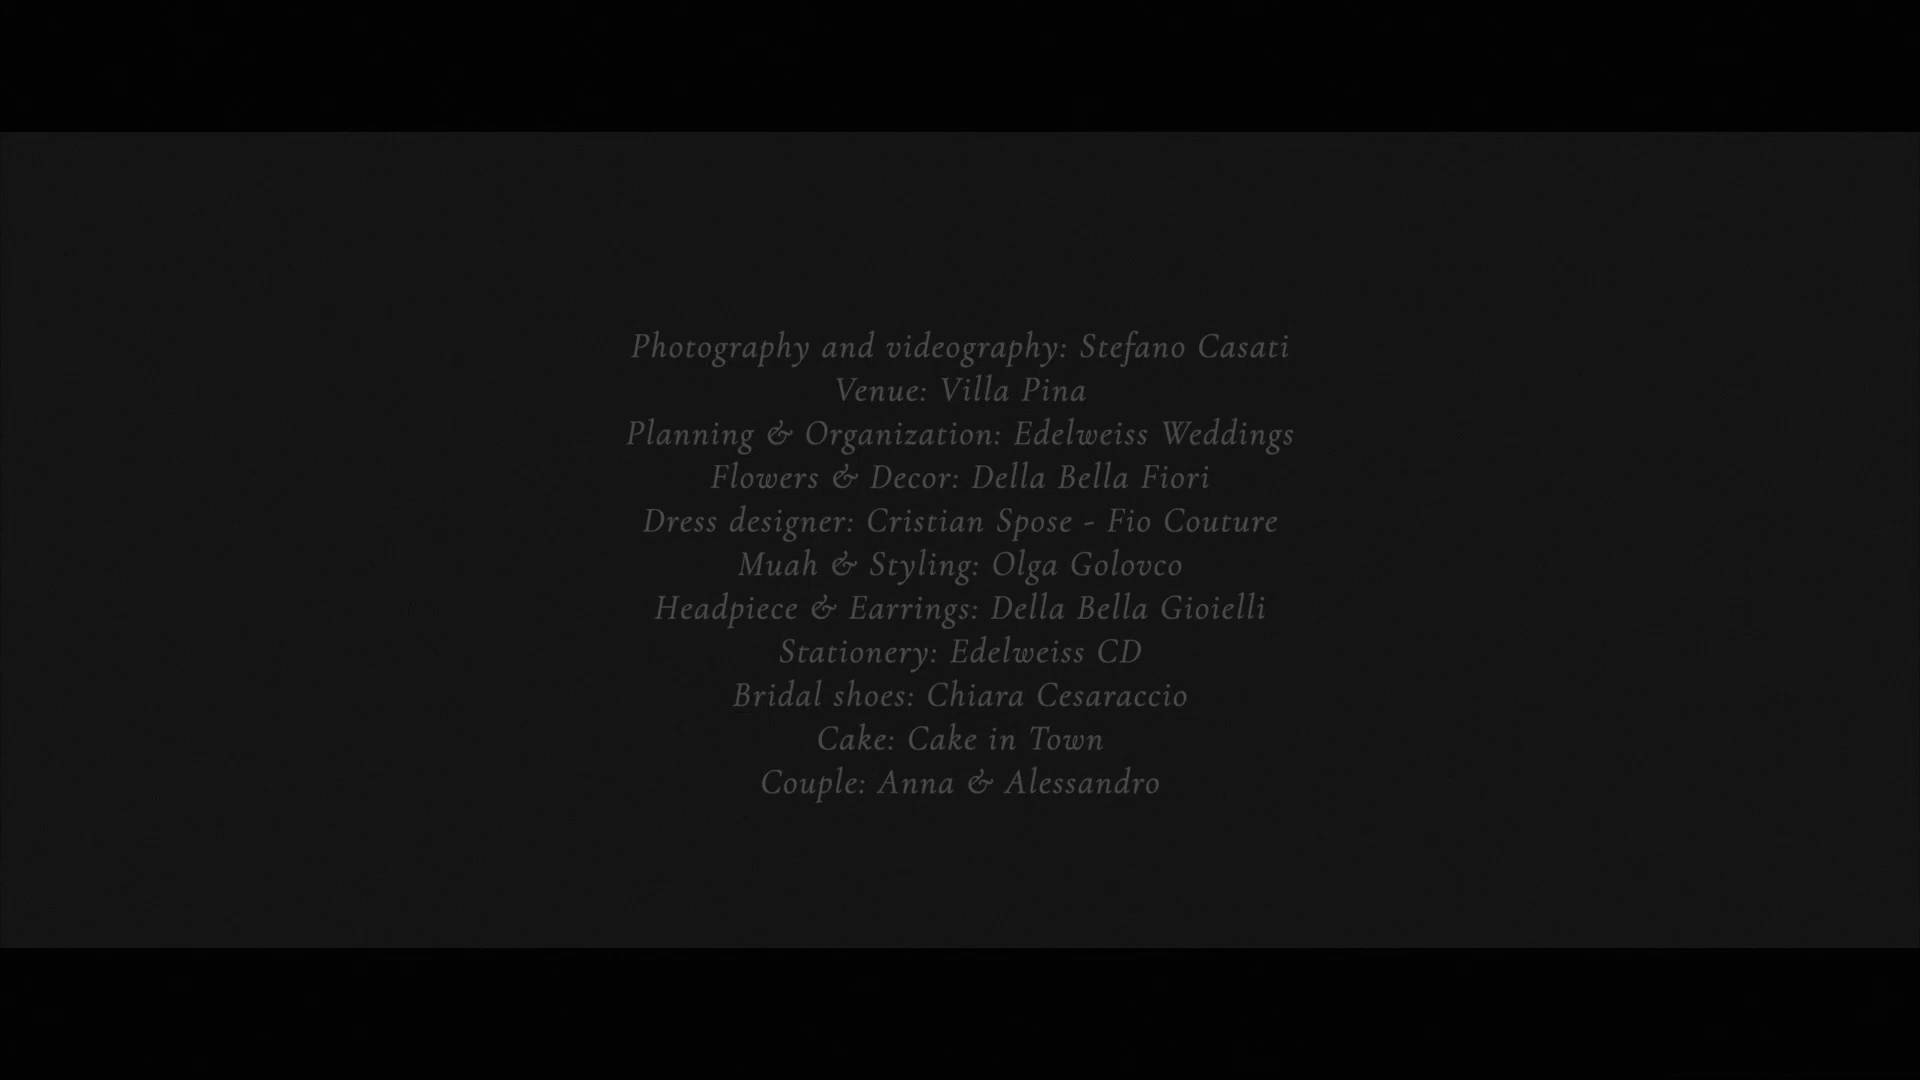 Photography and videography: Stefano Casati
Venue: Villa Pina
Planning & Organization: Edelweiss Weddings
Flowers & Decor: Della Bella Fiori
Dress designer: Cristian Spose - Fio Couture
Muah & Styling: Olga Golovco
Headpiece & Earrings: Della Bella Gioielli
Stationery: Edelweiss CD
Bridal shoes: Chiara Cesaraccio
Cake: Cake in Town
Couple: Anna & Alessandro